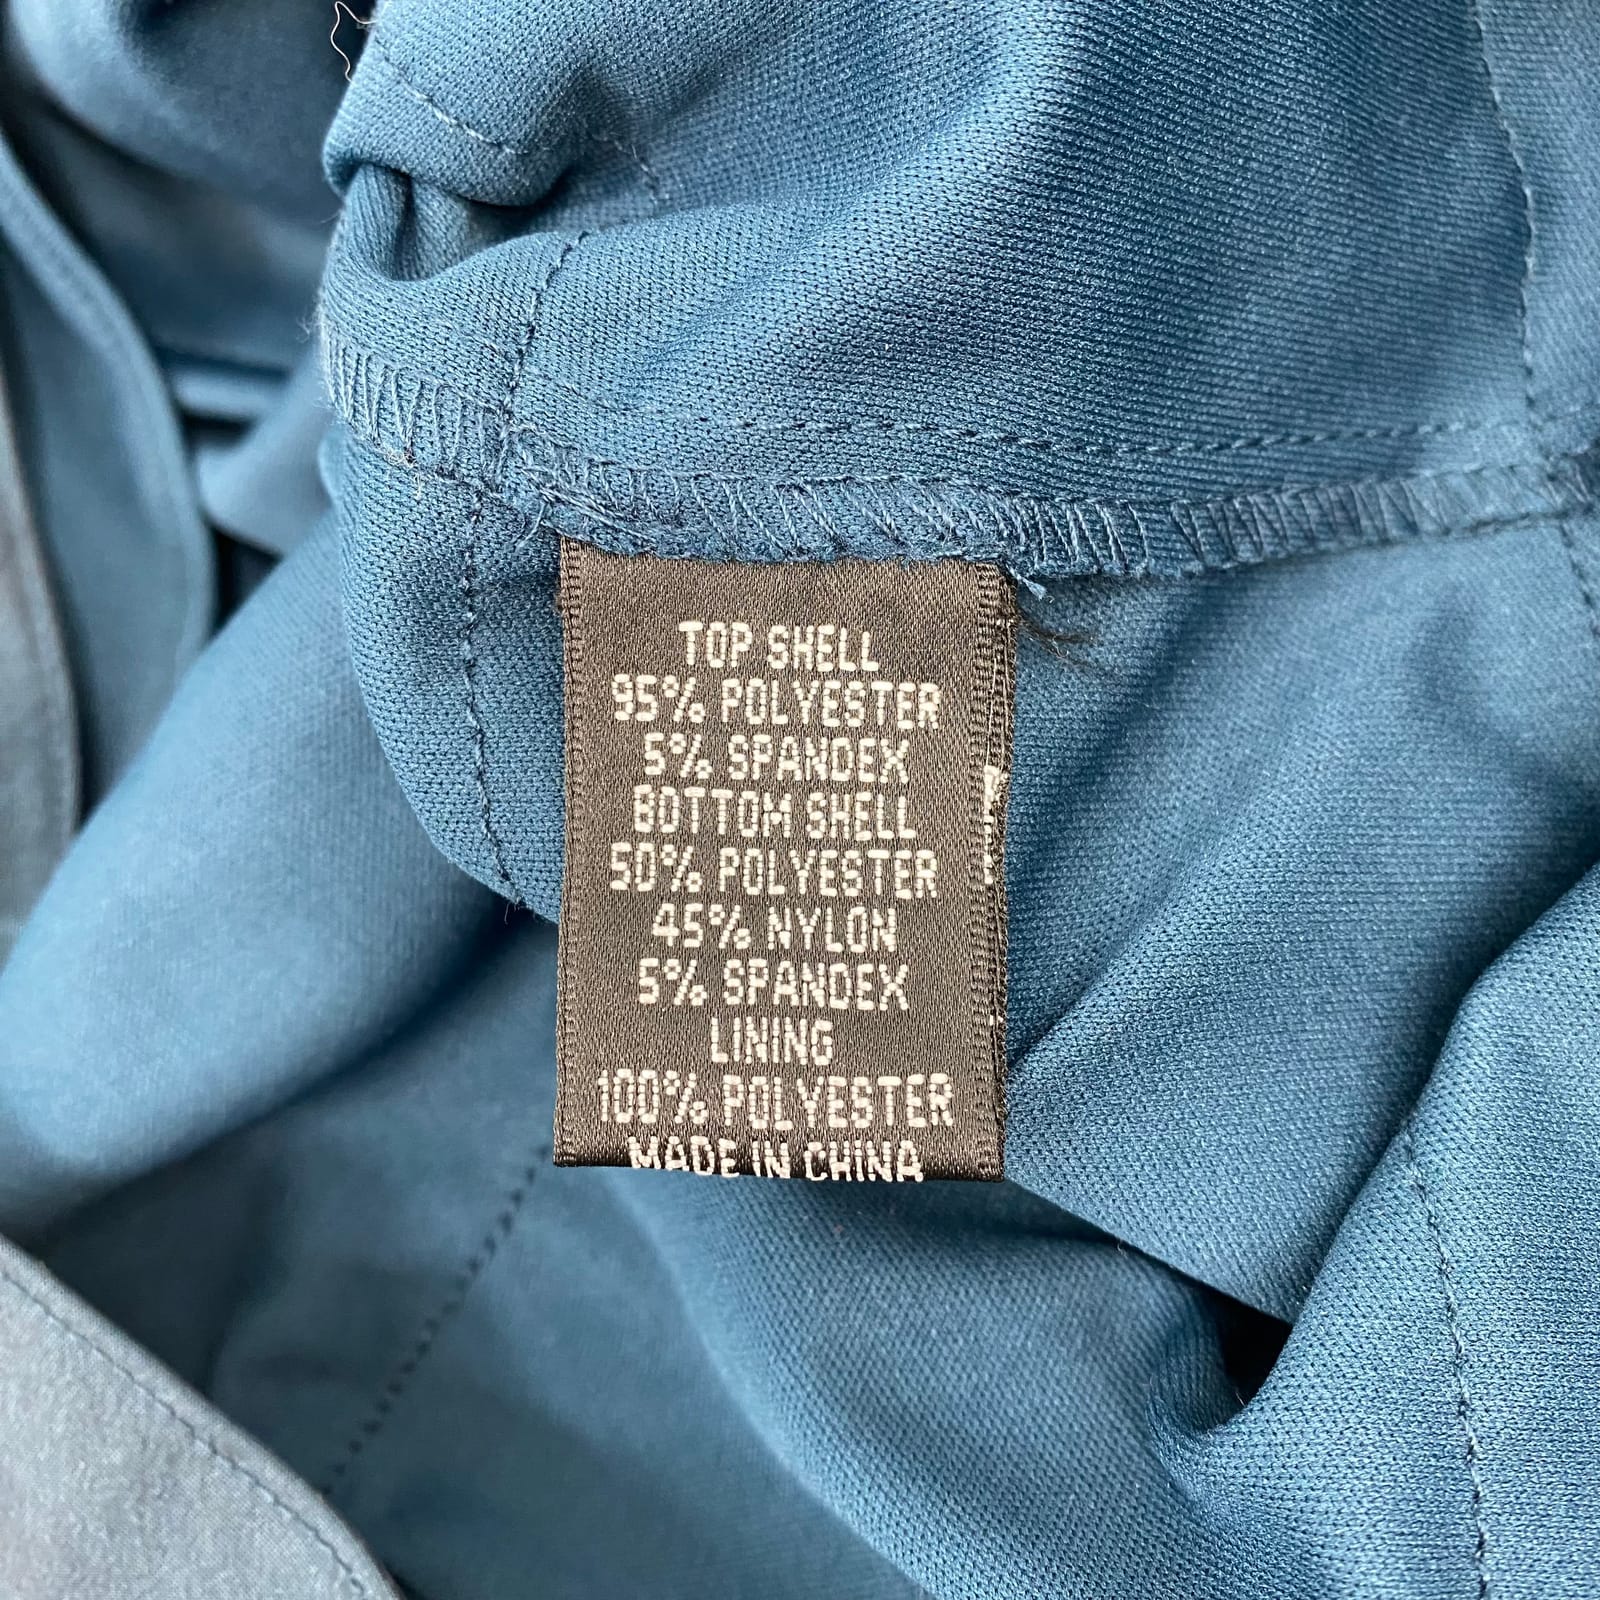 TOP SHELL
95% POLYESTER
5% SPANDEX
BOTTOM SHELL
50% POLYESTER
45% NYLON
5% SPANDEX
LINING
100% POLYESTER
MADE IN CHINA